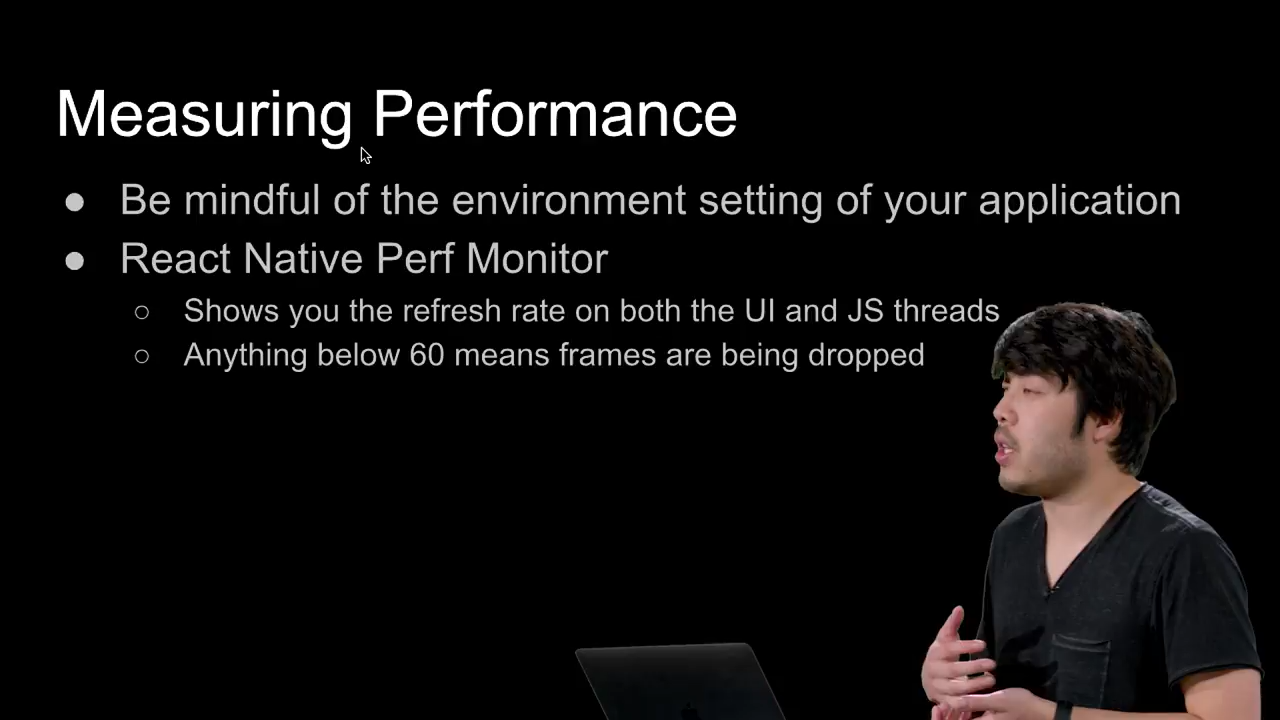 Measuring Performance
● Be mindful of the environment setting of your application
● React Native Perf Monitor
○ Shows you the refresh rate on both the UI and JS threads
○ Anything below 60 means frames are being dropped